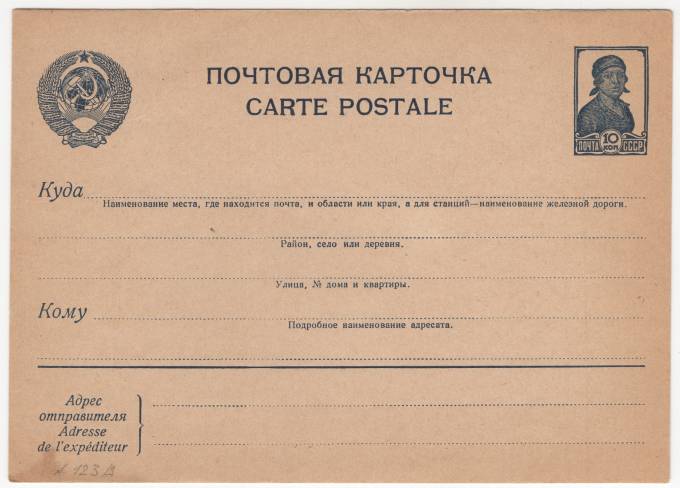 ПОЧТОВАЯ КАРТОЧКА
CARTE POSTALE
10
КОП
ПОЧТА СССР
Куда
Наименование места, где находится почта, и области или края, а для станций—наименование железной дороги.
Район, село или деревня.
Улица, № дома и квартиры.
Кому
Подробное наименование адресата.
Адрес
отправителя
Adresse
de l'expéditeur
123